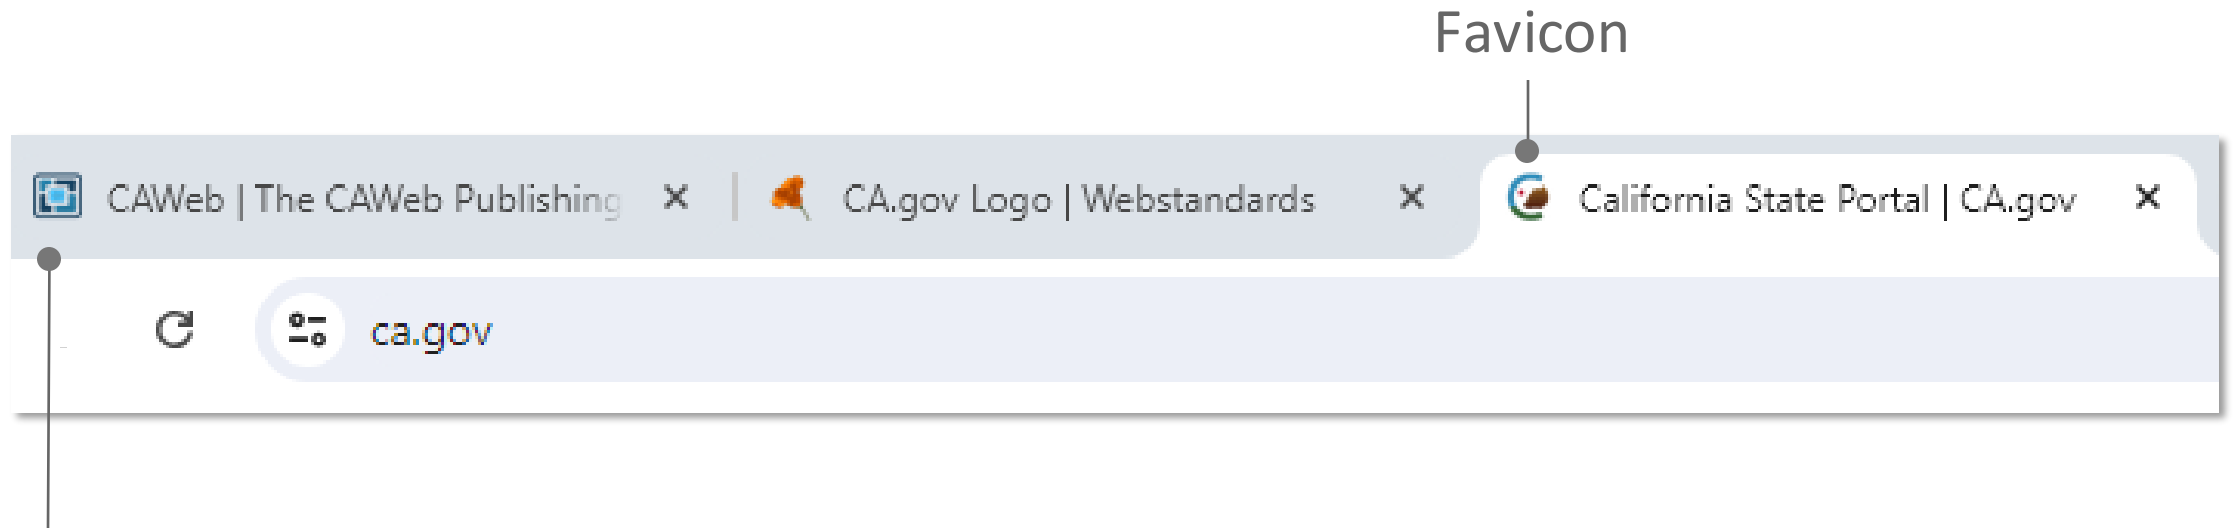 Favicon
CAWeb | The CAWeb Publishing
CA.gov Logo | Webstandards
California State Portal | CA.gov
ca.gov